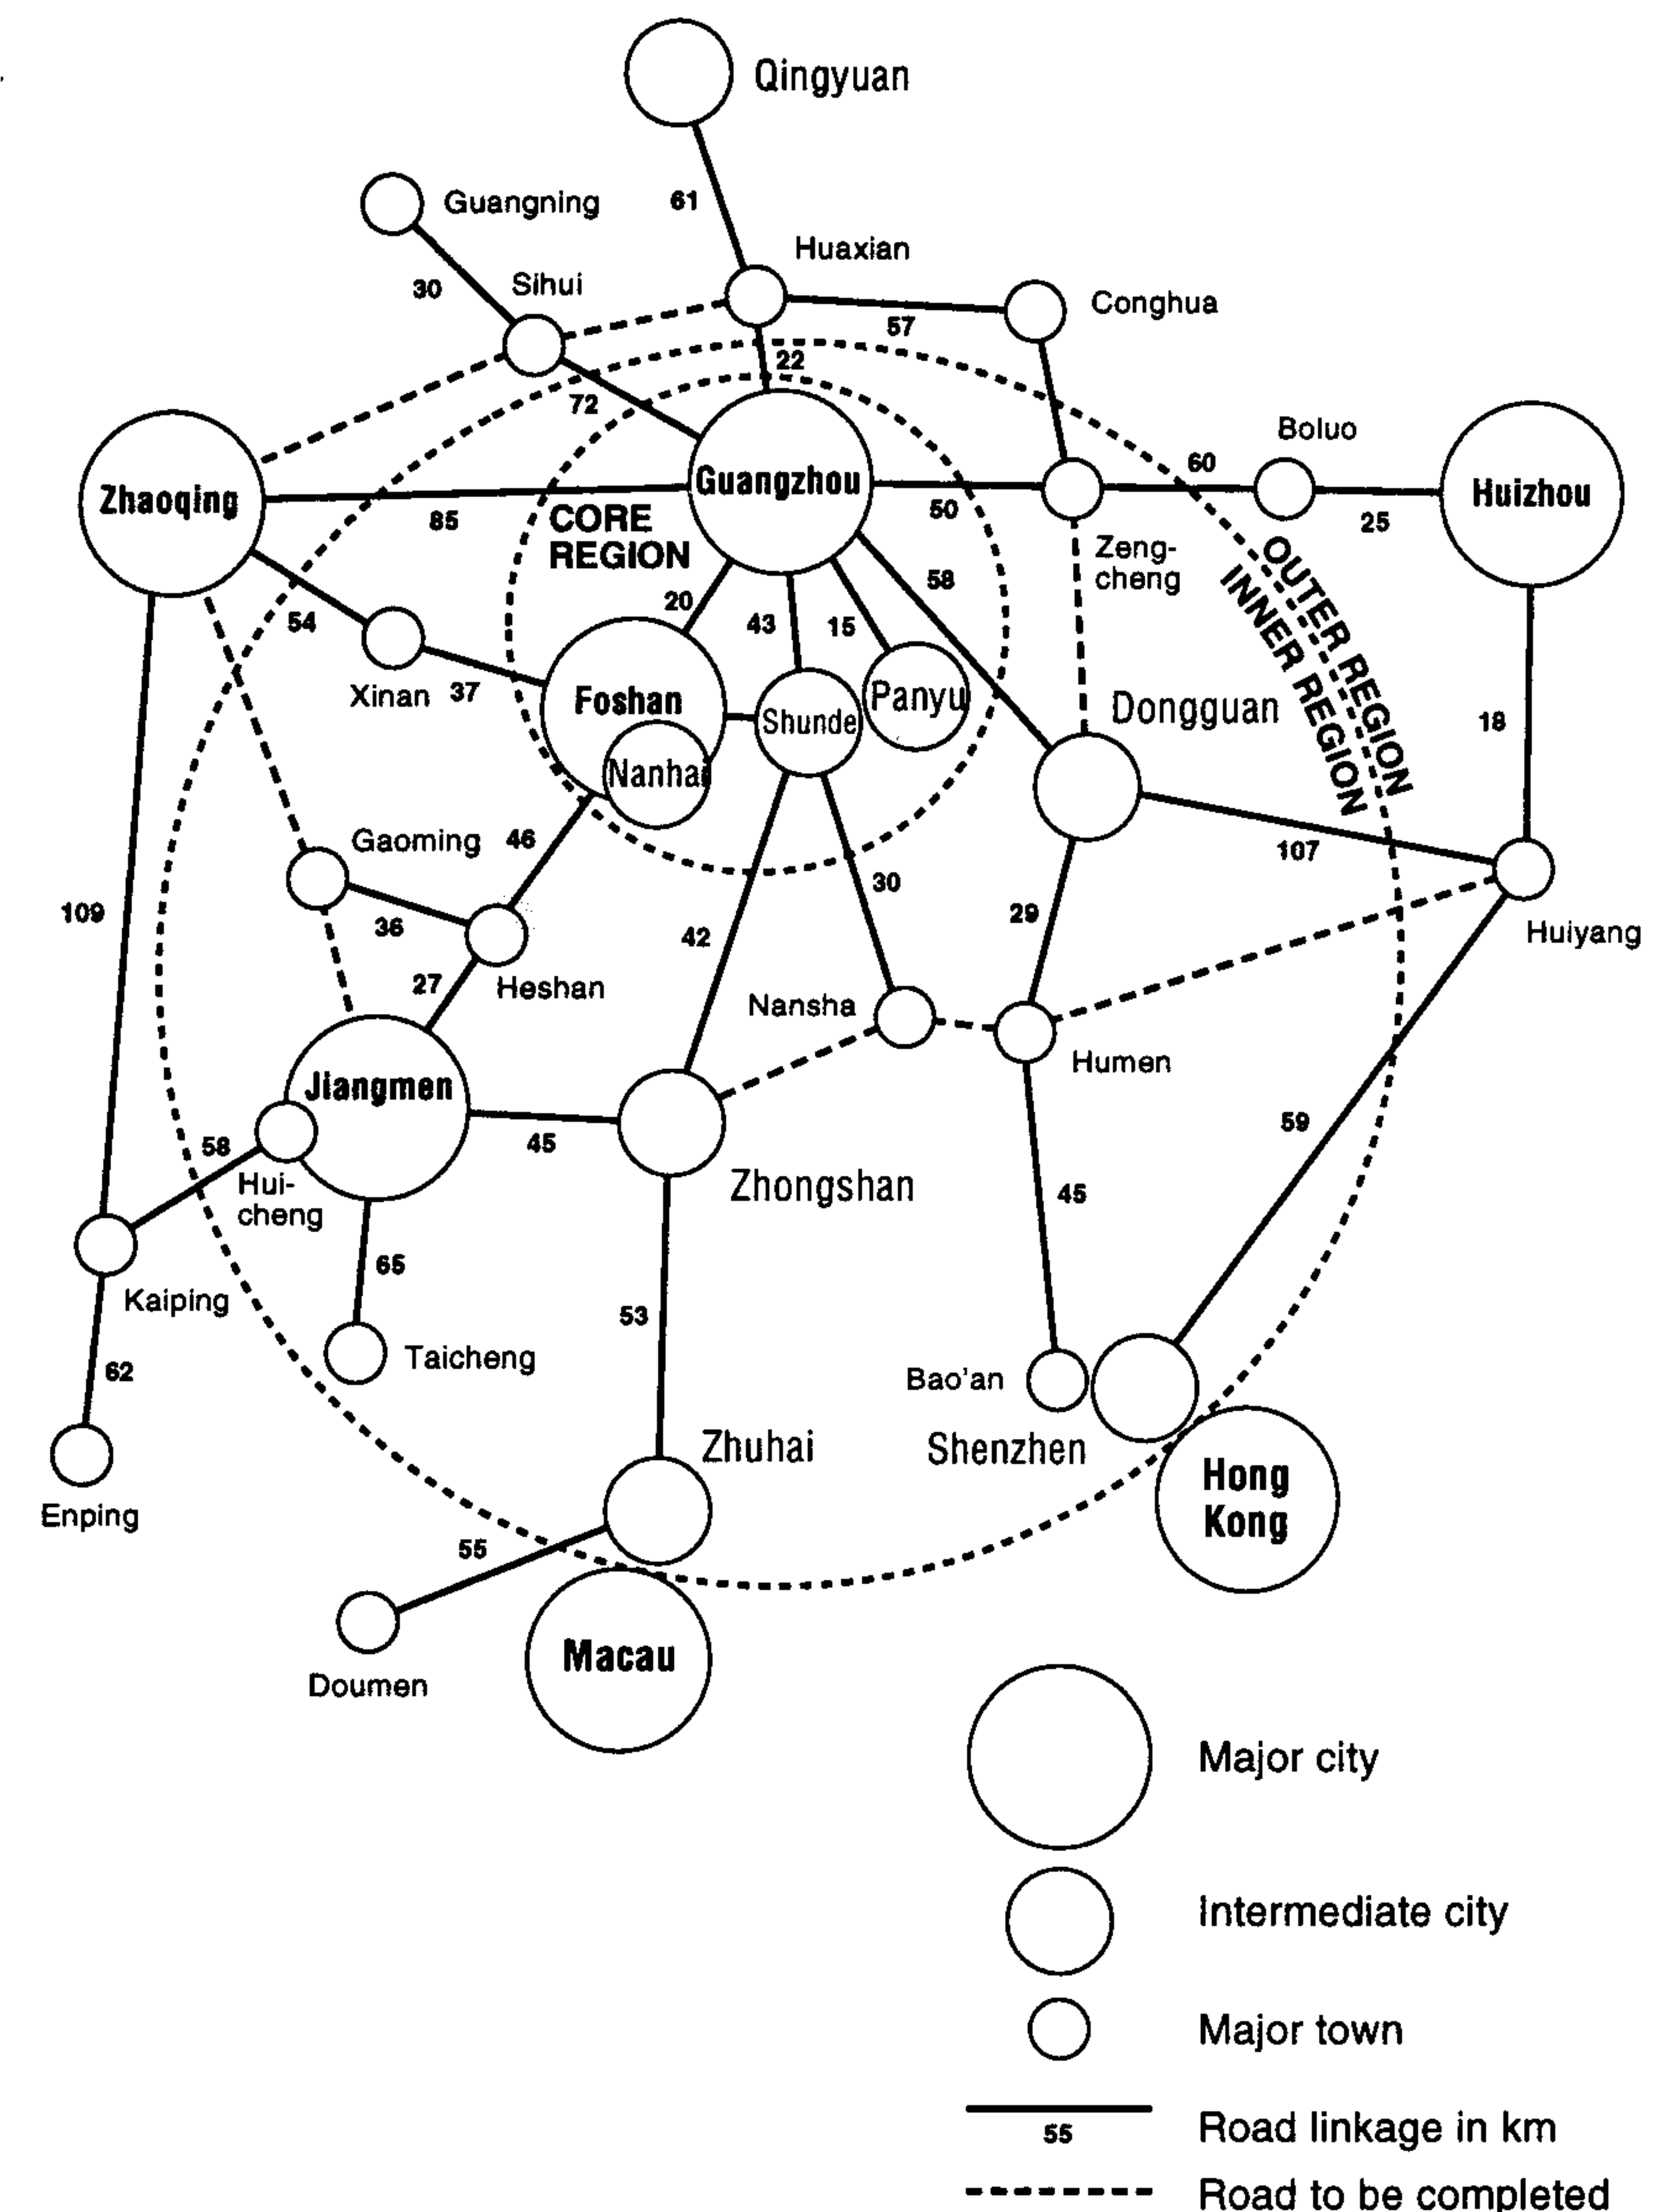 Qingyuan
Guangning
61
Huaxian
30
Sihui
Conghua
57
22
72
Boluo
60
Guangzhou
Zhaoqing
Huizhou
85
50
25
CORE
REGION
Zeng-
cheng
OUTER REGION
INNER REGION
58
20
43
15
54
Xinan
37
Foshan
Panyu
Shunde
Dongguan
18
Nanhai
Gaoming
46
107
36
30
109
29
42
Huiyang
27
Heshan
Nansha
Humen
Jiangmen
58
45
59
Hui-
cheng
Zhongshan
45
65
Kaiping
53
Taicheng
62
Bao'an
Zhuhai
Shenzhen
Hong
Kong
Enping
55
Macau
Doumen
Major city
Intermediate city
Major town
55
Road linkage in km
Road to be completed